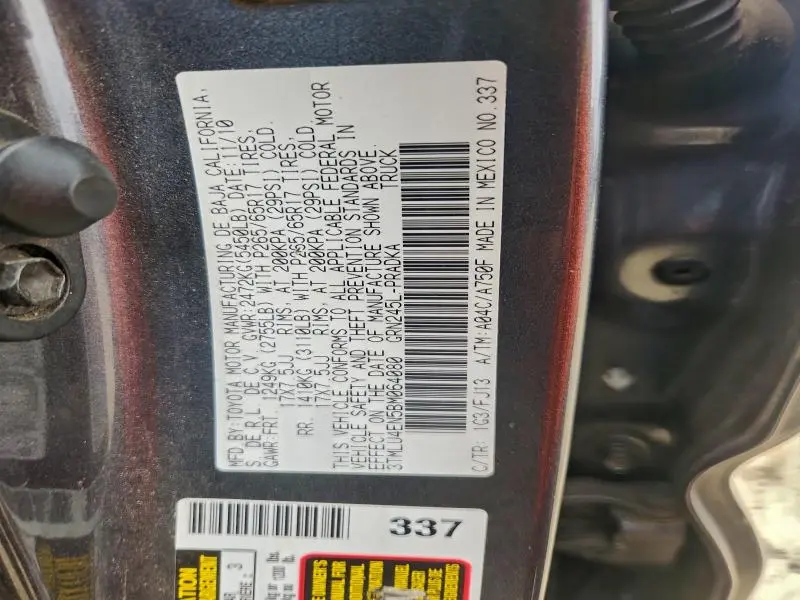 MFD.BY:TOYOTA MOTOR MANUFACTURING DE BAJA CALIFORNIA,
S. DE R.L. DE C.V. GVWR:2472KG(5450LB) DATE:11/10
GAWR:FRT. 1249KG (2755LB) WITH P265/65R17 TIRES,
17X7.5JJ RIMS, AT 200KPA (29PSI) COLD.
RR. 1410KG (3110LB) WITH P265/65R17 TIRES,
17X7.5JJ RIMS, AT 200KPA (29PSI) COLD.
THIS VEHICLE CONFORMS TO ALL APPLICABLE FEDERAL MOTOR
VEHICLE SAFETY AND THEFT PREVENTION STANDARDS IN
EFFECT ON THE DATE OF MANUFACTURE SHOWN ABOVE.
3TMLU4EN5BM064080 GRN245L-PRADKA TRUCK
C/TR: 1G3/FJ13 A/TM:A04C/A750F MADE IN MEXICO NO.337
337